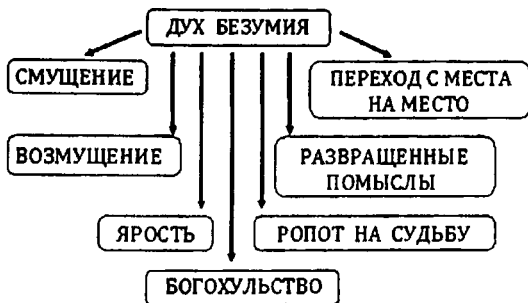 ДУХ БЕЗУМИЯ
СМУЩЕНИЕ
ПЕРЕХОД С МЕСТА
НА МЕСТО
ВОЗМУЩЕНИЕ
РАЗВРАЩЕННЫЕ
ПОМЫСЛЫ
ЯРОСТЬ
РОПОТ НА СУДЬБУ
БОГОХУЛЬСТВО